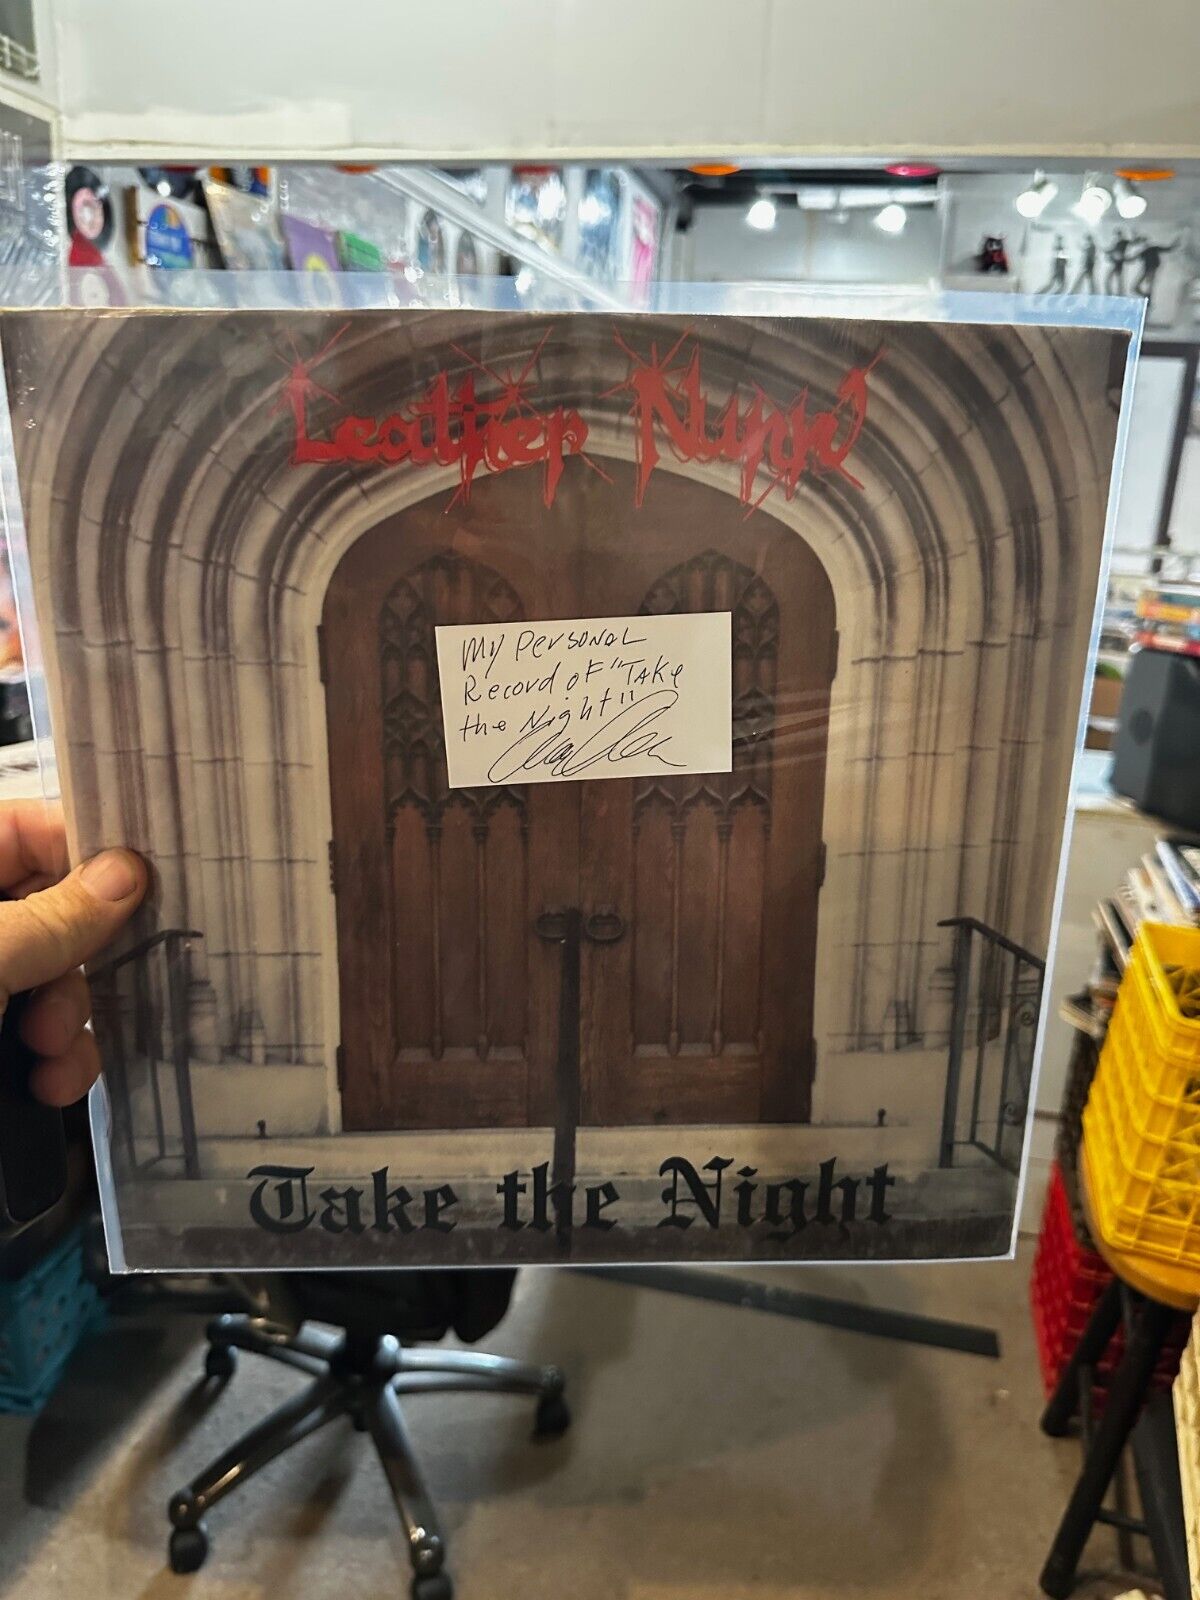 Leather Nunn
My Personal
Record of "Take
the Night"
Take the Night